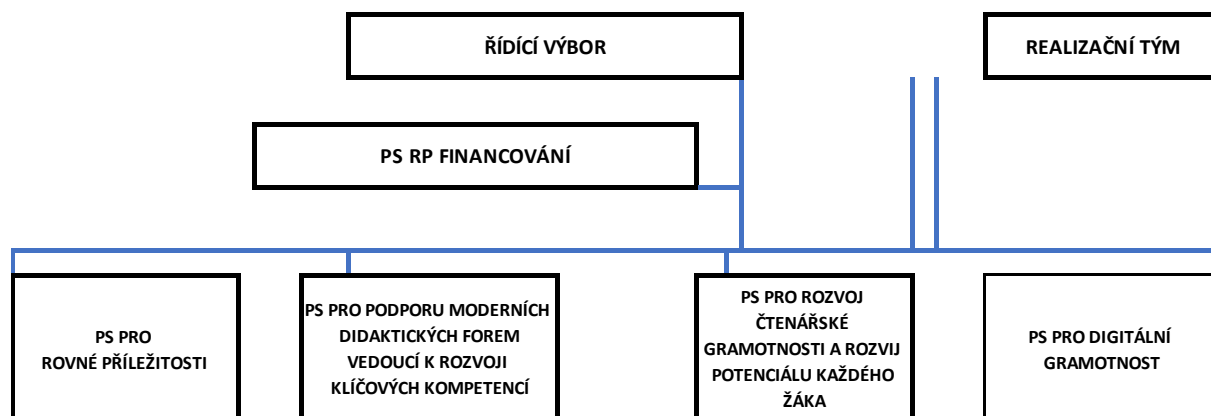 ŘÍDÍCÍ VÝBOR
REALIZAČNÍ TÝM
PS RP FINANCOVÁNÍ
PS PRO
ROVNÉ PŘÍLEŽITOSTI
PS PRO PODPORU MODERNÍCH
DIDAKTICKÝCH FOREM
VEDOUCÍ K ROZVOJI
KLÍČOVÝCH KOMPETENCÍ
PS PRO ROZVOJ
ČTENÁŘSKÉ
GRAMOTNOSTI A ROZVIJ
POTENCIÁLU KAŽDÉHO
ŽÁKA
PS PRO DIGITÁLNÍ
GRAMOTNOST